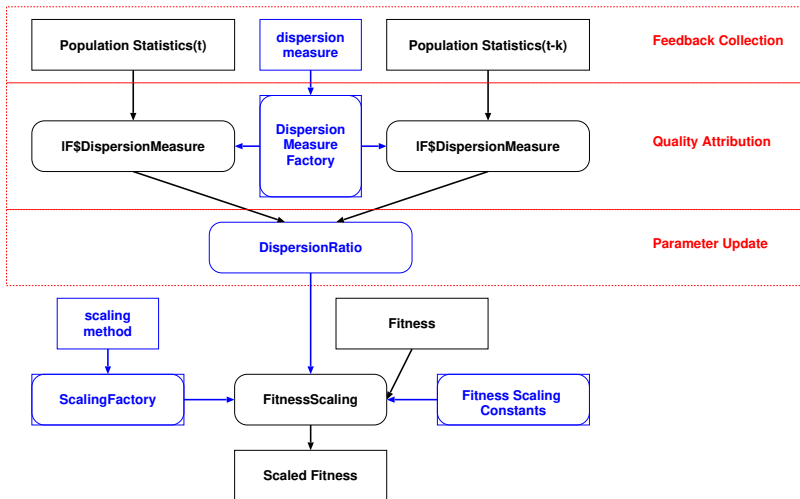 Population Statistics(t)
dispersion
measure
Population Statistics(t-k)
Feedback Collection
IF$DispersionMeasure
Dispersion
Measure
Factory
IF$DispersionMeasure
Quality Attribution
DispersionRatio
Parameter Update
scaling
method
Fitness
ScalingFactory
FitnessScaling
Fitness Scaling
Constants
Scaled Fitness